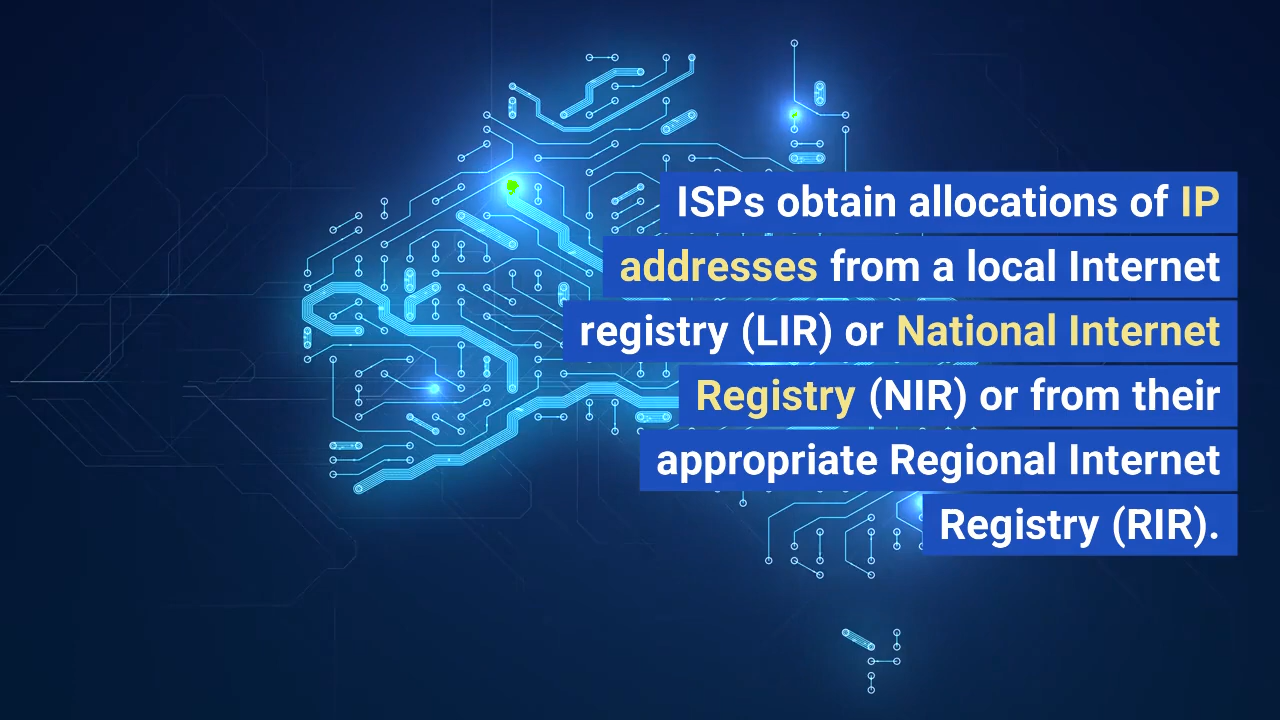 ISPs obtain allocations of IP
addresses from a local Internet
registry (LIR) or National Internet
Registry (NIR) or from their
appropriate Regional Internet
Registry (RIR).